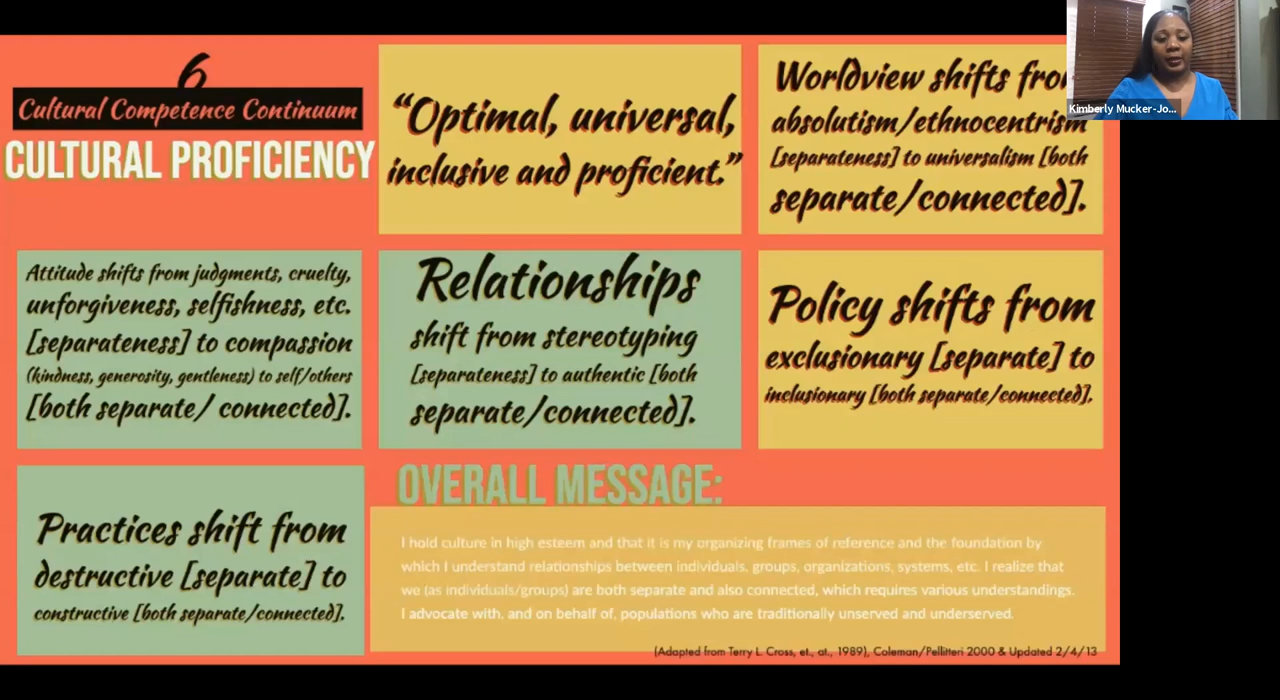 6
Cultural Competence Continuum
CULTURAL PROFICIENCY
“Optimal, universal,
inclusive and proficient.”
Worldview shifts from
absolutism/ethnocentrism
[separateness] to universalism [both
separate/connected].
Attitude shifts from judgments, cruelty,
unforgiveness, selfishness, etc.
[separateness] to compassion
(kindness, generosity, gentleness) to self/others
[both separate/ connected].
Relationships
shift from stereotyping
[separateness] to authentic [both
separate/connected].
Policy shifts from
exclusionary [separate] to
inclusionary [both separate/connected].
Practices shift from
destructive [separate] to
constructive [both separate/connected].
OVERALL MESSAGE:
I hold culture in high esteem and that it is my organizing frames of reference and the foundation by
which I understand relationships between individuals, groups, organizations, systems, etc. I realize that
we (as individuals/groups) are both separate and also connected, which requires various understandings.
I advocate with, and on behalf of, populations who are traditionally unserved and underserved.
(Adapted from Terry L. Cross, et., at., 1989), Coleman/Pellitteri 2000 & Updated 2/4/13
Kimberly Mucker-Jo...